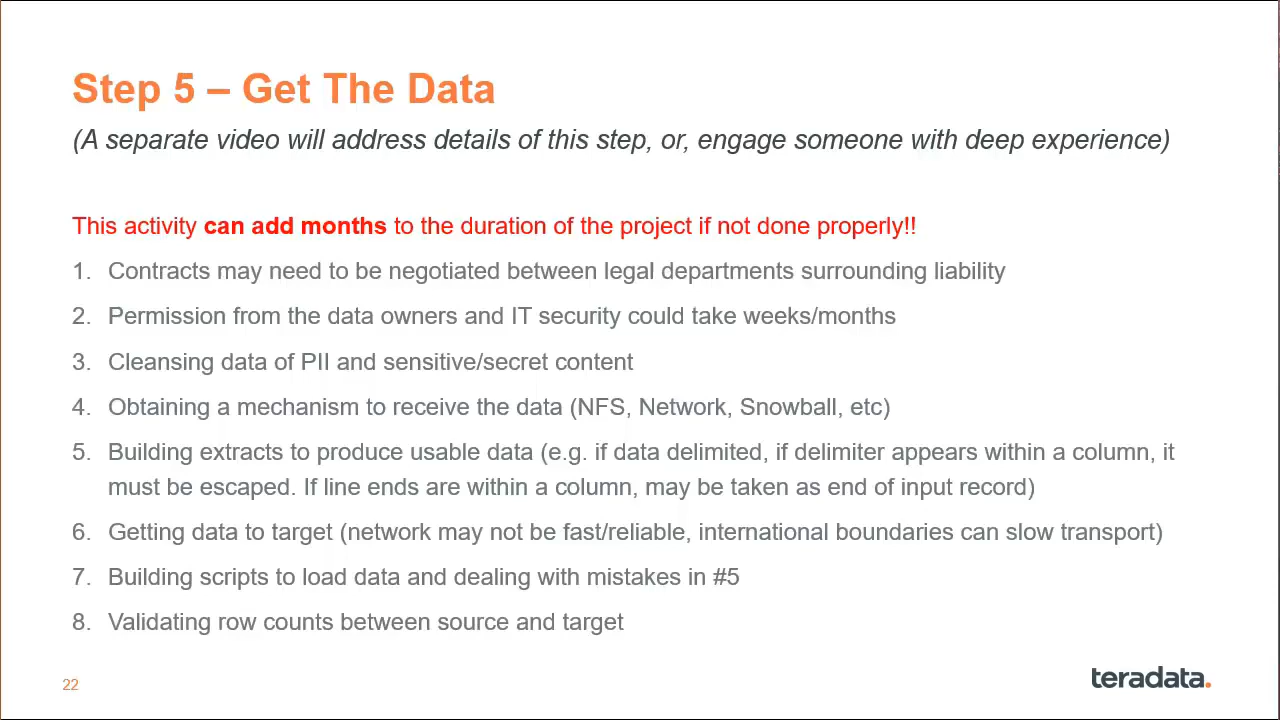 Step 5 – Get The Data
(A separate video will address details of this step, or, engage someone with deep experience)
This activity can add months to the duration of the project if not done properly!!
1. Contracts may need to be negotiated between legal departments surrounding liability
2. Permission from the data owners and IT security could take weeks/months
3. Cleansing data of PII and sensitive/secret content
4. Obtaining a mechanism to receive the data (NFS, Network, Snowball, etc)
5. Building extracts to produce usable data (e.g. if data delimited, if delimiter appears within a column, it
must be escaped. If line ends are within a column, may be taken as end of input record)
6. Getting data to target (network may not be fast/reliable, international boundaries can slow transport)
7. Building scripts to load data and dealing with mistakes in #5
8. Validating row counts between source and target
22
teradata.